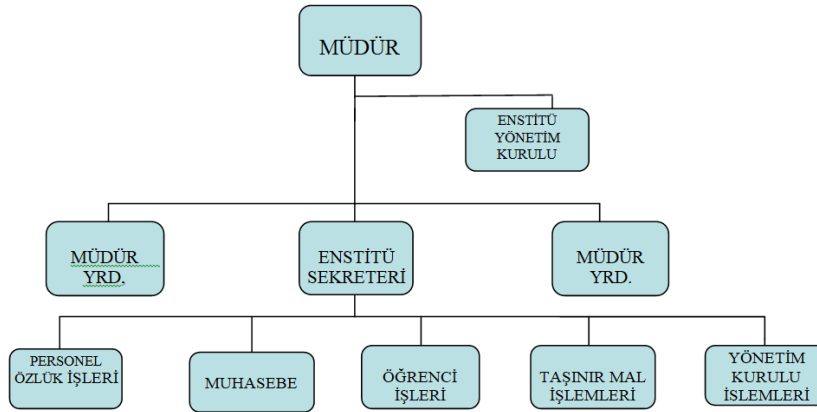 MÜDÜR
ENSTİTÜ
YÖNETİM
KURULU
MÜDÜR
YRD.
ENSTİTÜ
SEKRETERİ
MÜDÜR
YRD.
PERSONEL
ÖZLÜK İŞLERİ
MUHASEBE
ÖĞRENCİ
İŞLERİ
TAŞINIR MAL
İŞLEMLERİ
YÖNETİM
KURULU
İSLEMLERİ